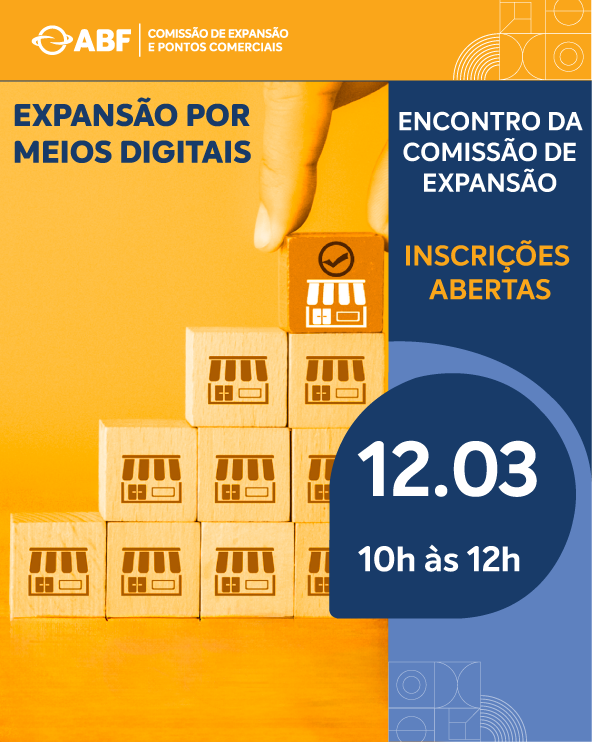 ABF
COMISSÃO DE EXPANSÃO
E PONTOS COMERCIAIS
EXPANSÃO POR
MEIOS DIGITAIS
ENCONTRO DA
COMISSÃO DE
EXPANSÃO
INSCRIÇÕES
ABERTAS
12.03
10h às 12h